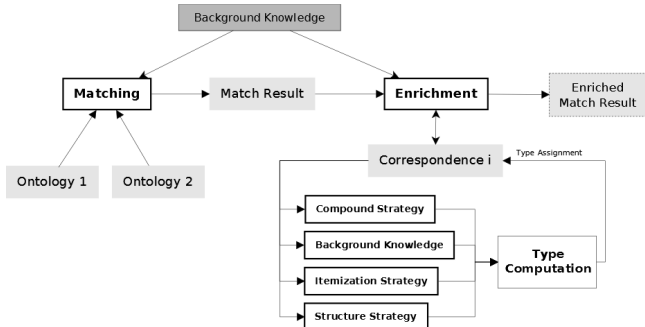 Background Knowledge
Matching
Match Result
Enrichment
Enriched
Match Result
Ontology 1
Ontology 2
Correspondence i
Type Assignment
Compound Strategy
Background Knowledge
Itemization Strategy
Structure Strategy
Type
Computation